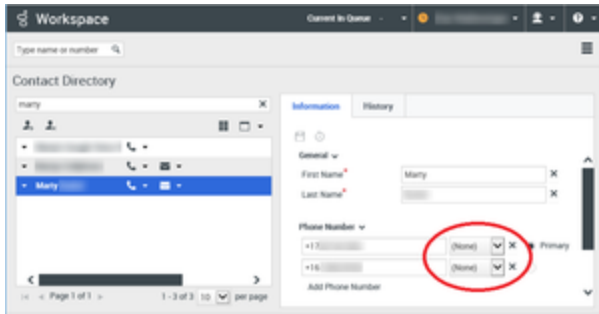 Workspace
Current In Queue -
Type name or number
Contact Directory
marty
Information History
General
First Name* Marty
Last Name*
Marty
Phone Number
+17 (None) Primary
+16 (None)
Add Phone Number
Page 1 of 1 1 - 3 of 3 10 per page